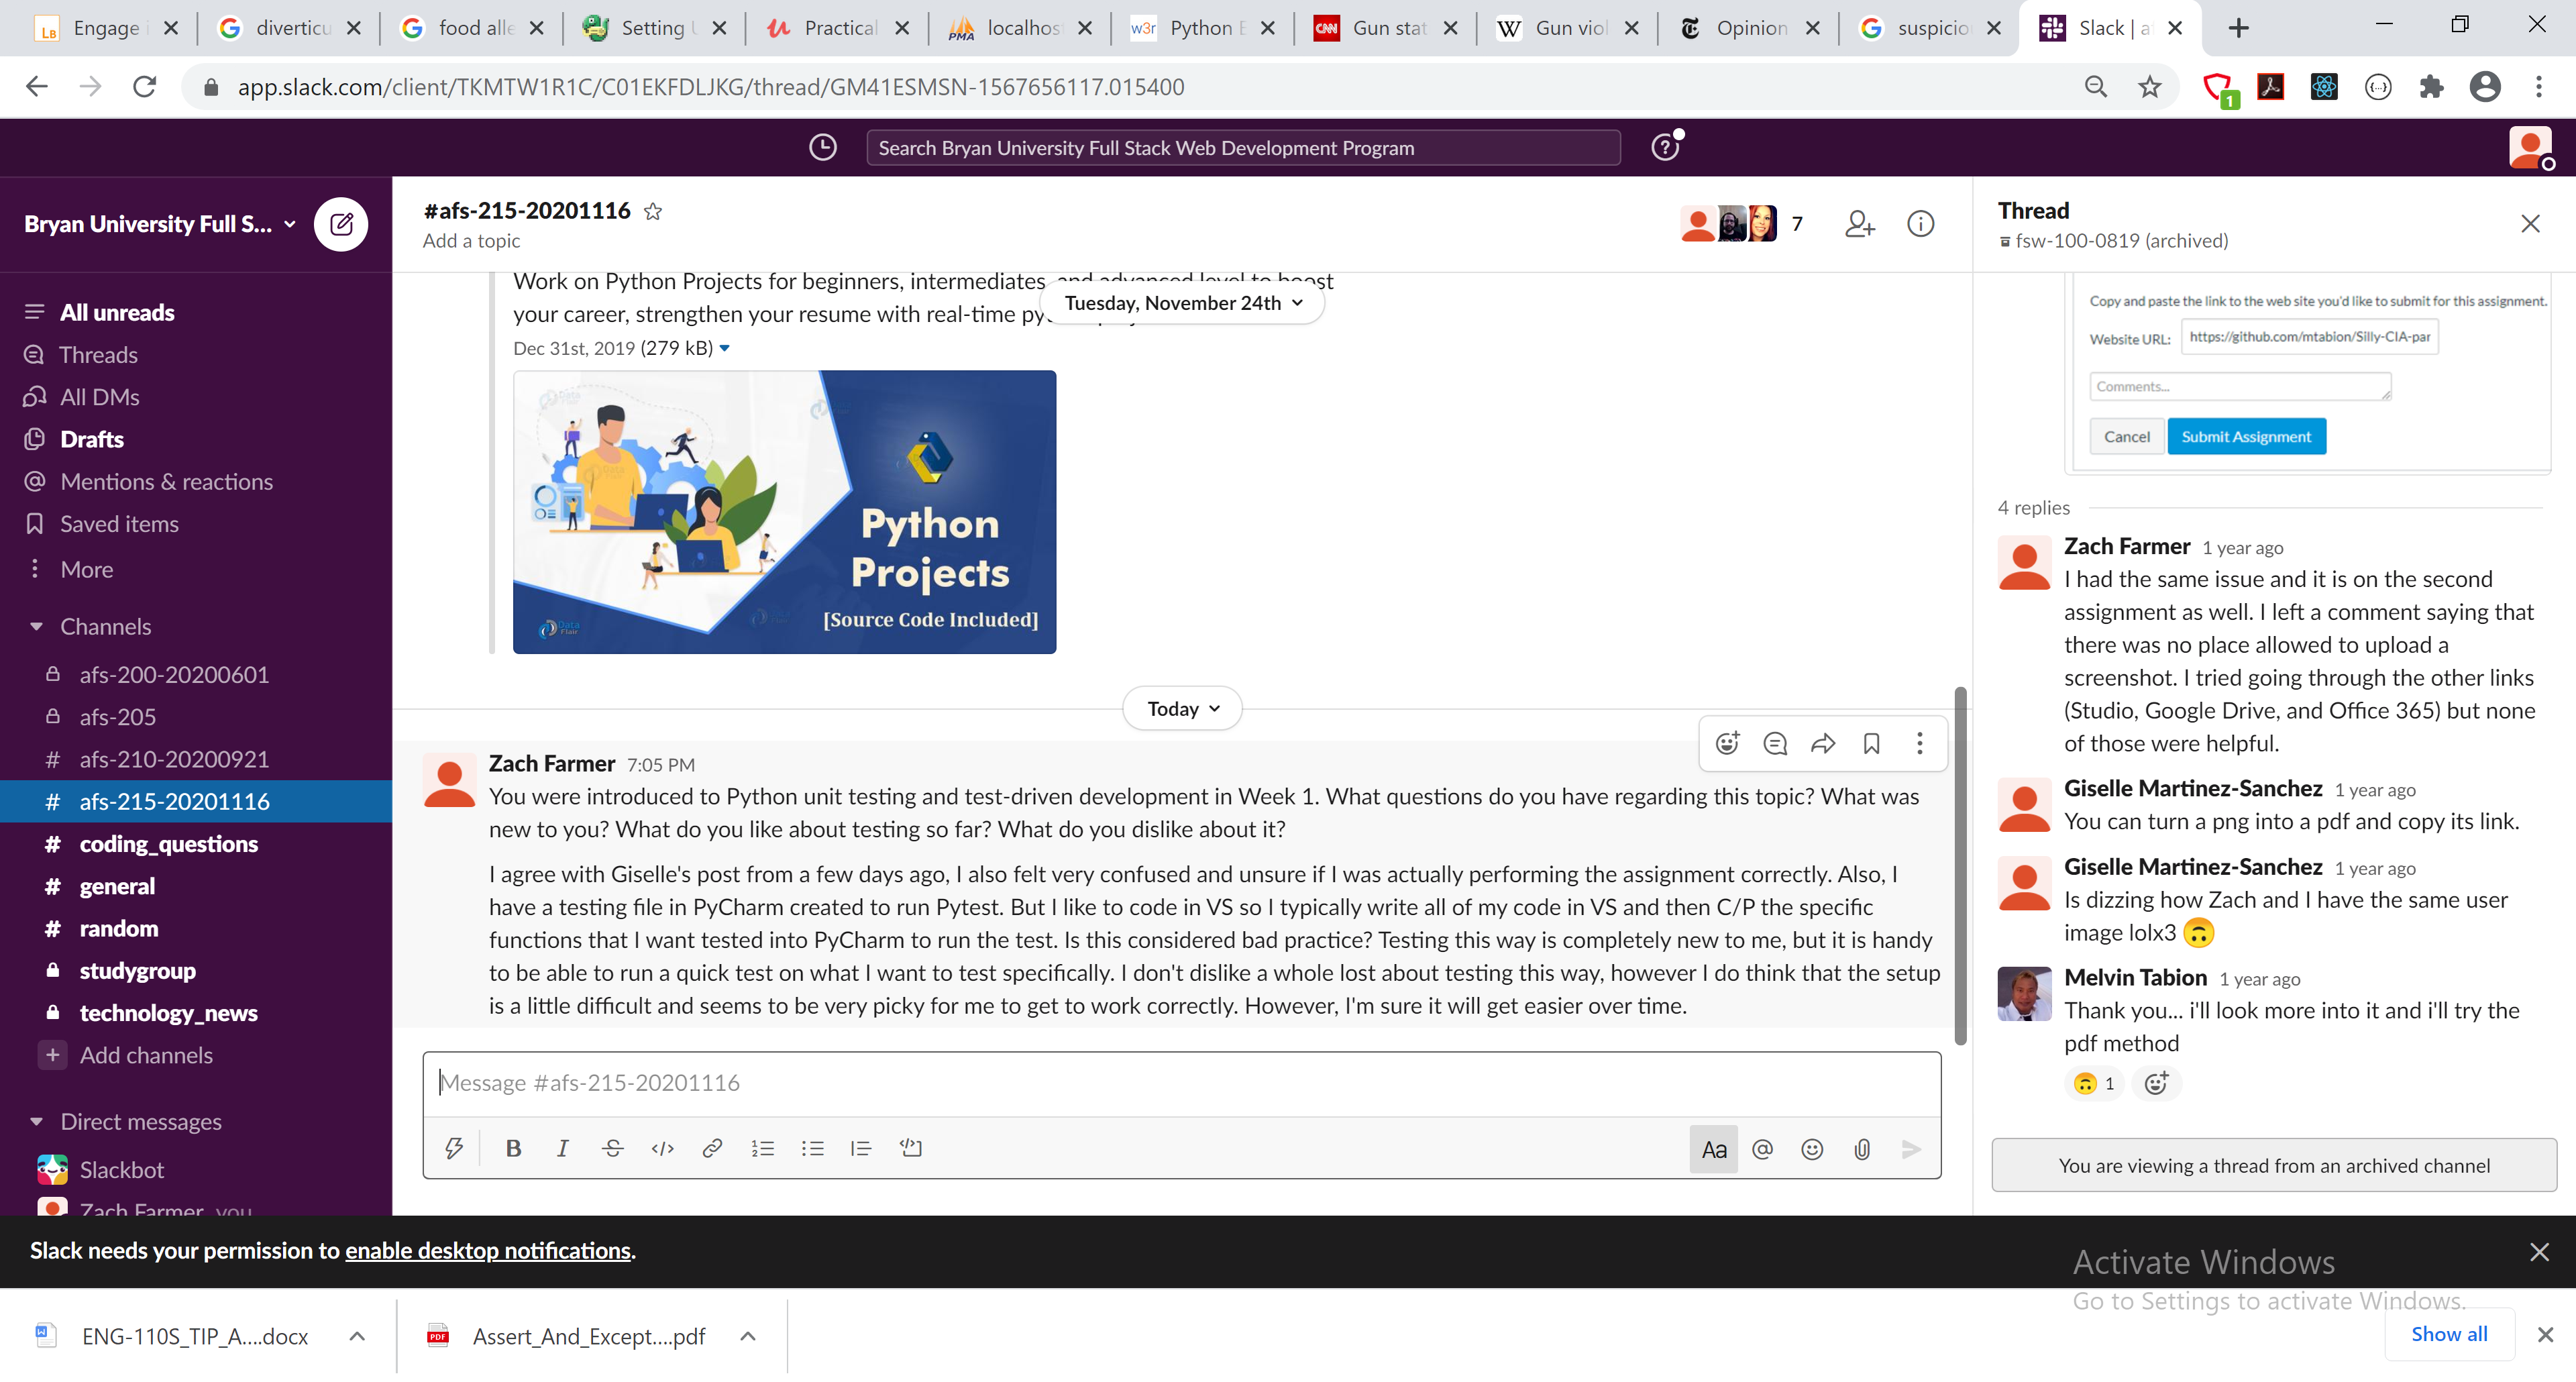 Engage
diverticu
food alle
Setting
Practical
localhos
Python
Gun stat
Gun viol
Opinion
suspicio
Slack | a
app.slack.com/client/TKMTW1R1C/C01EKFDLJKG/thread/GM41ESMSN-1567656117.015400
Search Bryan University Full Stack Web Development Program
Bryan University Full S...
All unreads
Threads
All DMs
Drafts
Mentions & reactions
Saved items
More
Channels
afs-200-20200601
afs-205
# afs-210-20200921
# afs-215-20201116
# coding_questions
# general
# random
studygroup
technology_news
+ Add channels
Direct messages
Slackbot
Zach Farmer you
#afs-215-20201116
Add a topic
7
Work on Python Projects for beginners, intermediates, and advanced level to boost
your career, strengthen your resume with real-time
Tuesday, November 24th
Dec 31st, 2019 (279 kB)
Python
Projects
[Source Code Included]
Data
Flair
Today
Zach Farmer 7:05 PM
You were introduced to Python unit testing and test-driven development in Week 1. What questions do you have regarding this topic? What was
new to you? What do you like about testing so far? What do you dislike about it?
I agree with Giselle's post from a few days ago, I also felt very confused and unsure if I was actually performing the assignment correctly. Also, I
have a testing file in PyCharm created to run Pytest. But I like to code in VS so I typically write all of my code in VS and then C/P the specific
functions that I want tested into PyCharm to run the test. Is this considered bad practice? Testing this way is completely new to me, but it is handy
to be able to run a quick test on what I want to test specifically. I don't dislike a whole lost about testing this way, however I do think that the setup
is a little difficult and seems to be very picky for me to get to work correctly. However, I'm sure it will get easier over time.
Message #afs-215-20201116
B I S </> Aa @
Thread
fsw-100-0819 (archived)
Copy and paste the link to the web site you'd like to submit for this assignment.
Website URL: https://github.com/mtabion/Silly-CIA-par
Comments...
Cancel Submit Assignment
4 replies
Zach Farmer 1 year ago
I had the same issue and it is on the second
assignment as well. I left a comment saying that
there was no place allowed to upload a
screenshot. I tried going through the other links
(Studio, Google Drive, and Office 365) but none
of those were helpful.
Giselle Martinez-Sanchez 1 year ago
You can turn a png into a pdf and copy its link.
Giselle Martinez-Sanchez 1 year ago
Is dizzing how Zach and I have the same user
image lolx3 🙃
Melvin Tabion 1 year ago
Thank you... i'll look more into it and i'll try the
pdf method
🙃 1
You are viewing a thread from an archived channel
Slack needs your permission to enable desktop notifications.
Activate Windows
Go to Settings to activate Windows.
ENG-110S_TIP_A....docx
Assert_And_Except....pdf
Show all